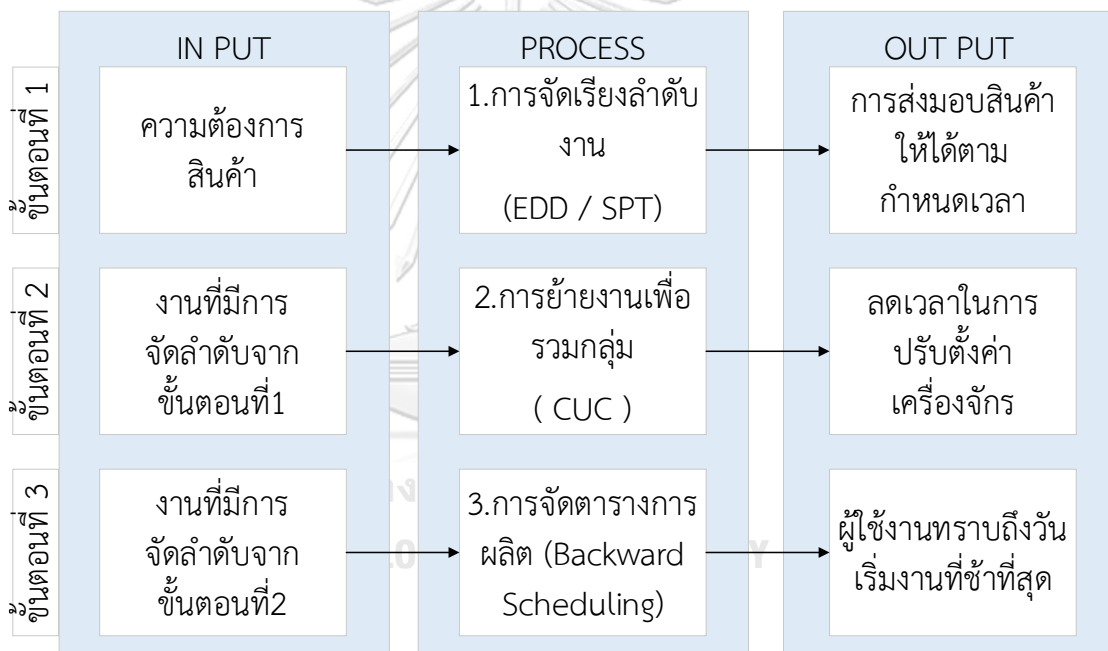 IN PUT
PROCESS
OUT PUT
ขั้นตอนที่ 1
ความต้องการ
สินค้า
1.การจัดเรียงลำดับ
งาน
(EDD / SPT)
การส่งมอบสินค้า
ให้ได้ตาม
กำหนดเวลา
ขั้นตอนที่ 2
งานที่มีการ
จัดลำดับจาก
ขั้นตอนที่1
2.การย้ายงานเพื่อ
รวมกลุ่ม
( CUC )
ลดเวลาในการ
ปรับตั้งค่า
เครื่องจักร
ขั้นตอนที่ 3
งานที่มีการ
จัดลำดับจาก
ขั้นตอนที่2
3.การจัดตารางการ
ผลิต (Backward
Scheduling)
ผู้ใช้งานทราบถึงวัน
เริ่มงานที่ช้าที่สุด